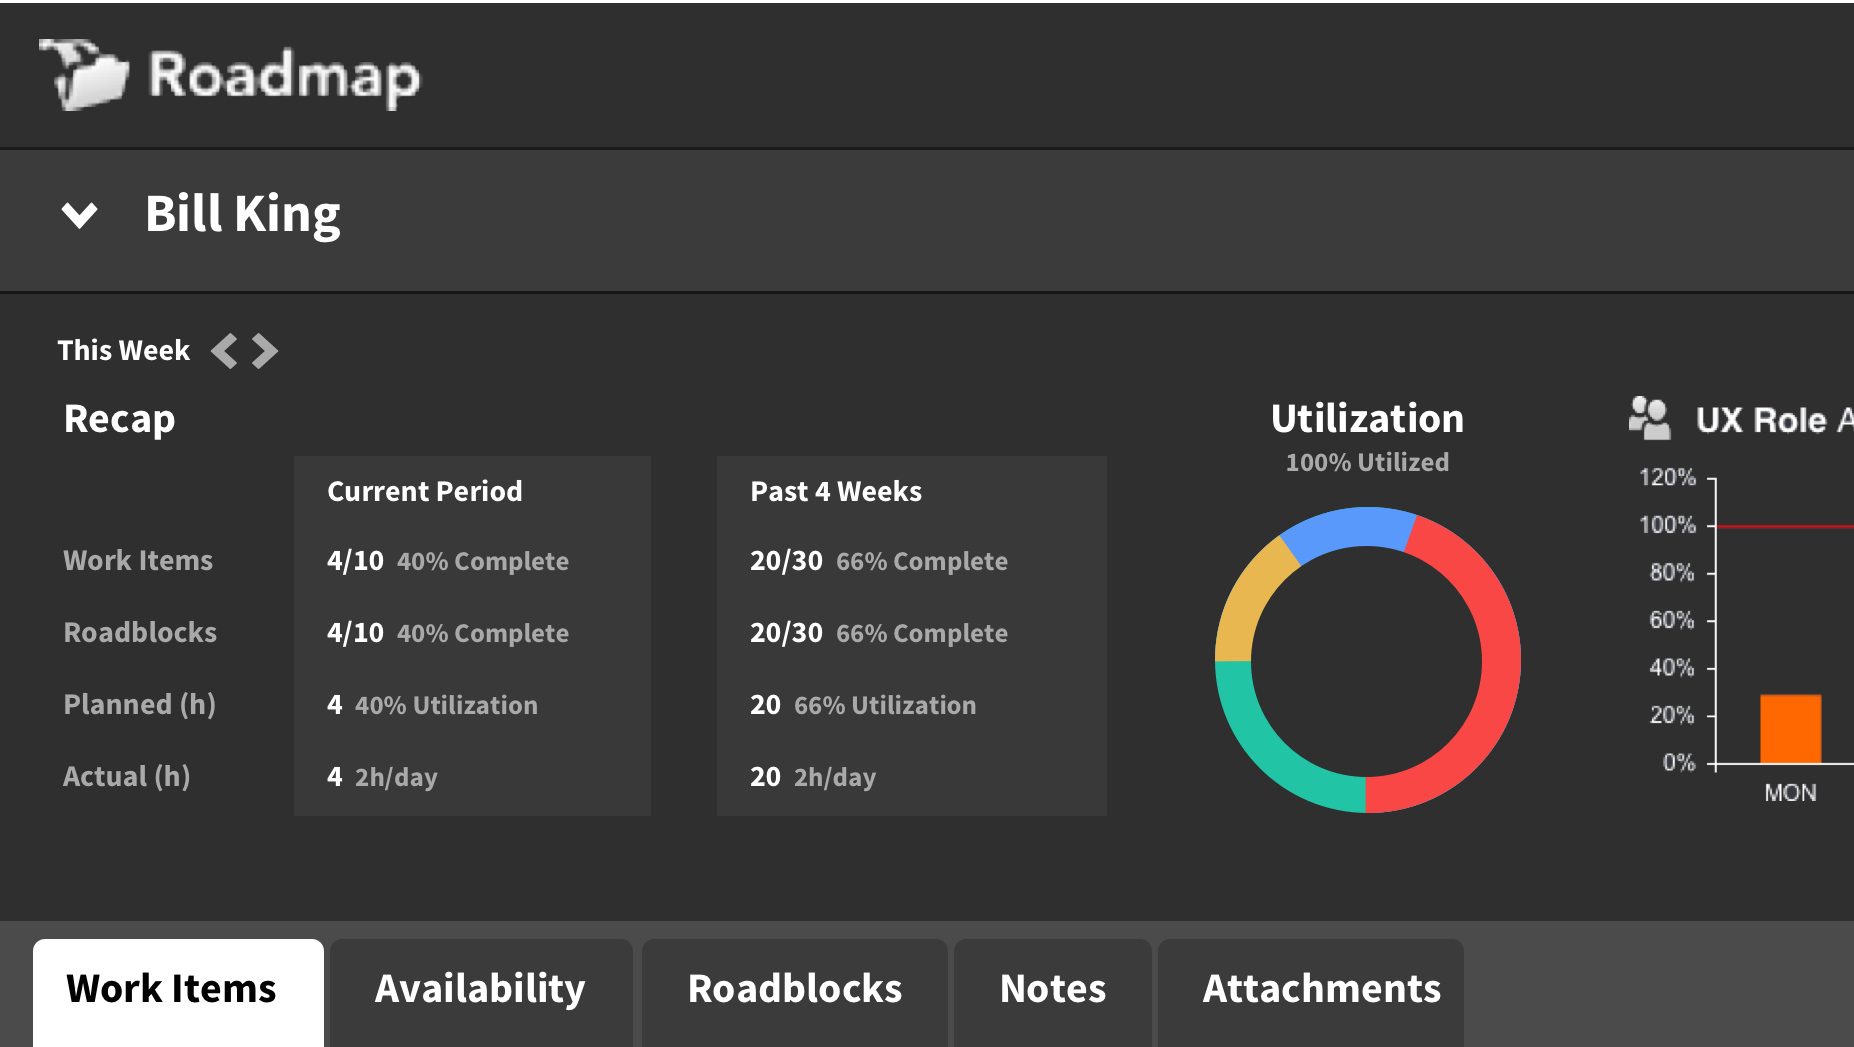 Roadmap
Bill King
This Week
Recap
Current Period
Past 4 Weeks
Work Items 4/10 40% Complete 20/30 66% Complete
Roadblocks 4/10 40% Complete 20/30 66% Complete
Planned (h) 4 40% Utilization 20 66% Utilization
Actual (h) 4 2h/day 20 2h/day
Utilization
100% Utilized
UX Role
120%
100%
80%
60%
40%
20%
0%
MON
Work Items
Availability
Roadblocks
Notes
Attachments